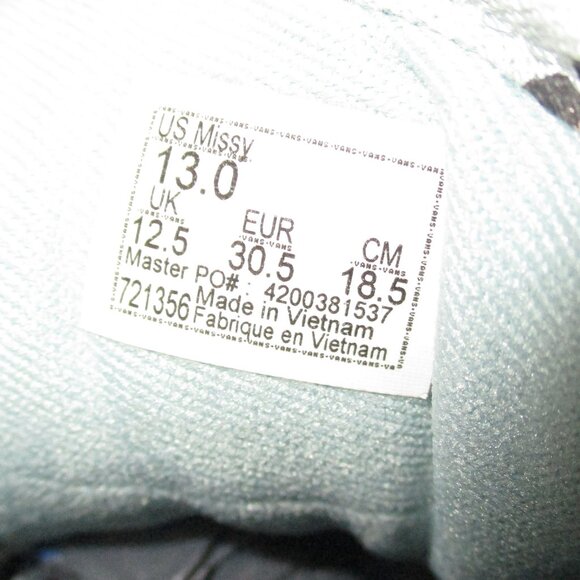 US Missy
13.0
UK EUR CM
12.5 30.5 18.5
Master PO# : 4200381537
721356 Made in Vietnam
Fabrique en Vietnam